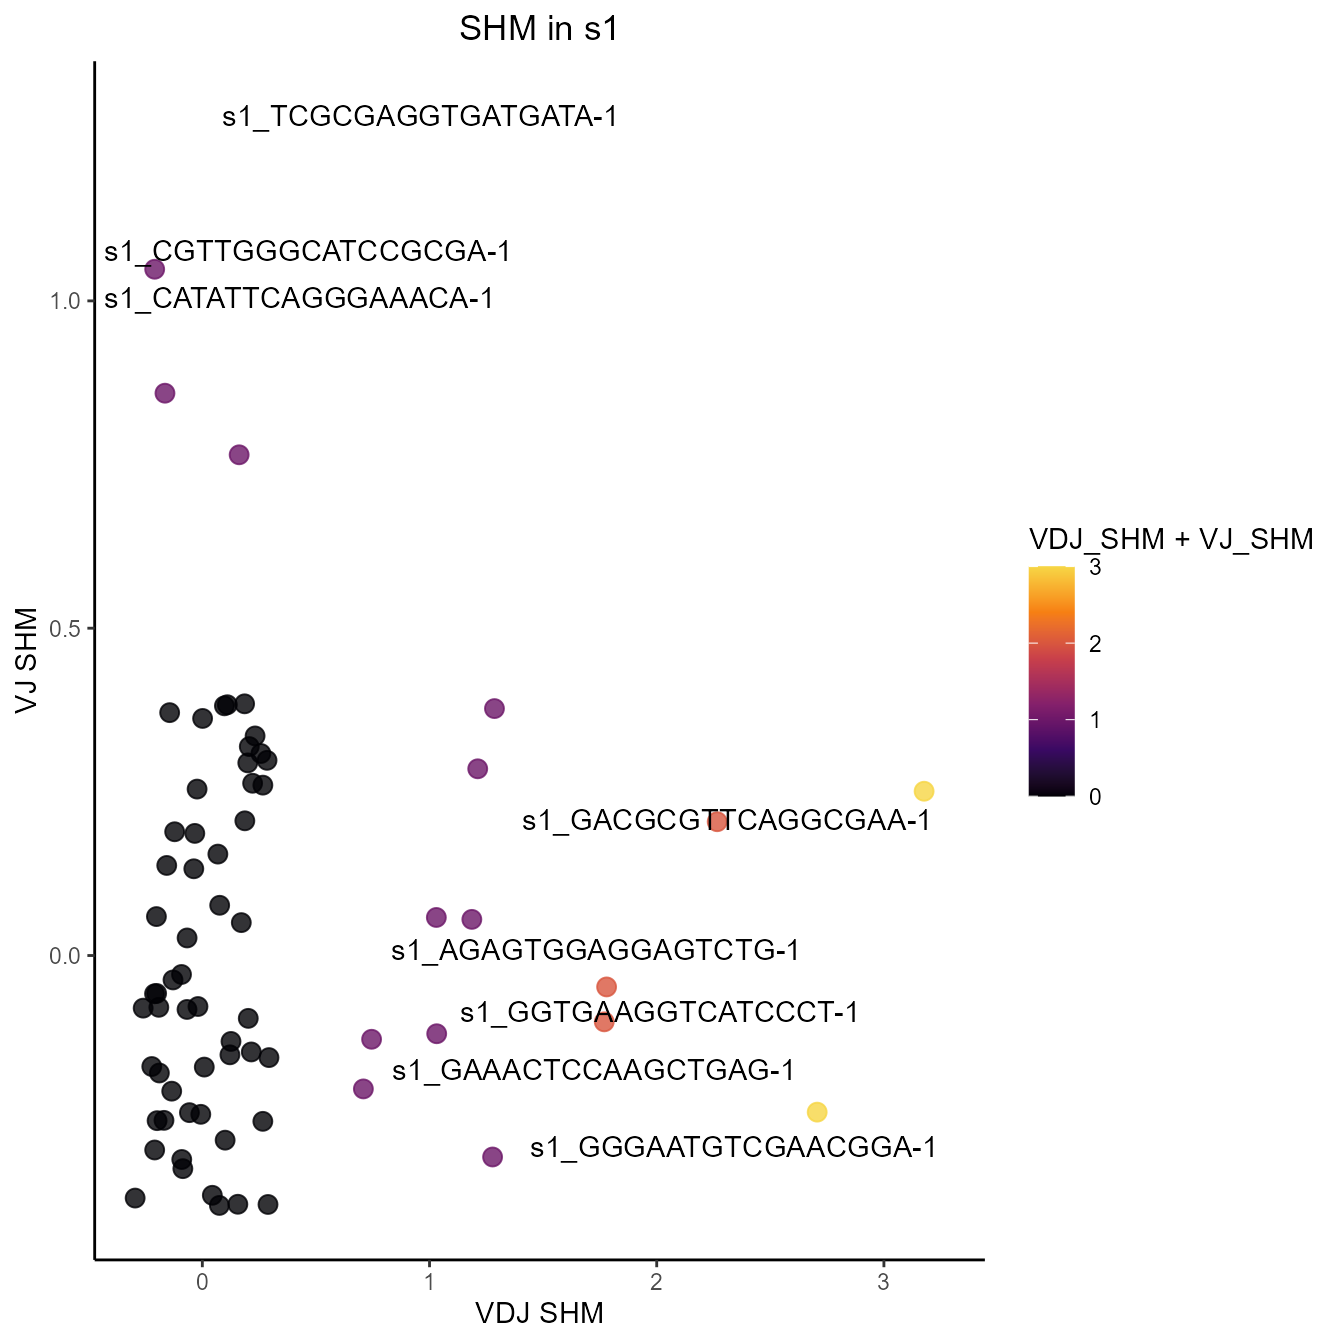 SHM in s1
s1_TCGCGAGGTGATGATA-1
s1_CGTTGGGCATCCGCGA-1
s1_CATATTCAGGGAAACA-1
1.0
VDJ_SHM + VJ_SHM
3
2
1
0
0.5
VJ SHM
s1_GACGCGTTCAGGCGAA-1
s1_AGAGTGGAGGAGTCTG-1
0.0
s1_GGTGAAGGTCATCCCT-1
s1_GAAACTCCAAGCTGAG-1
s1_GGGAATGTCGAACGGA-1
0
1
2
3
VDJ SHM